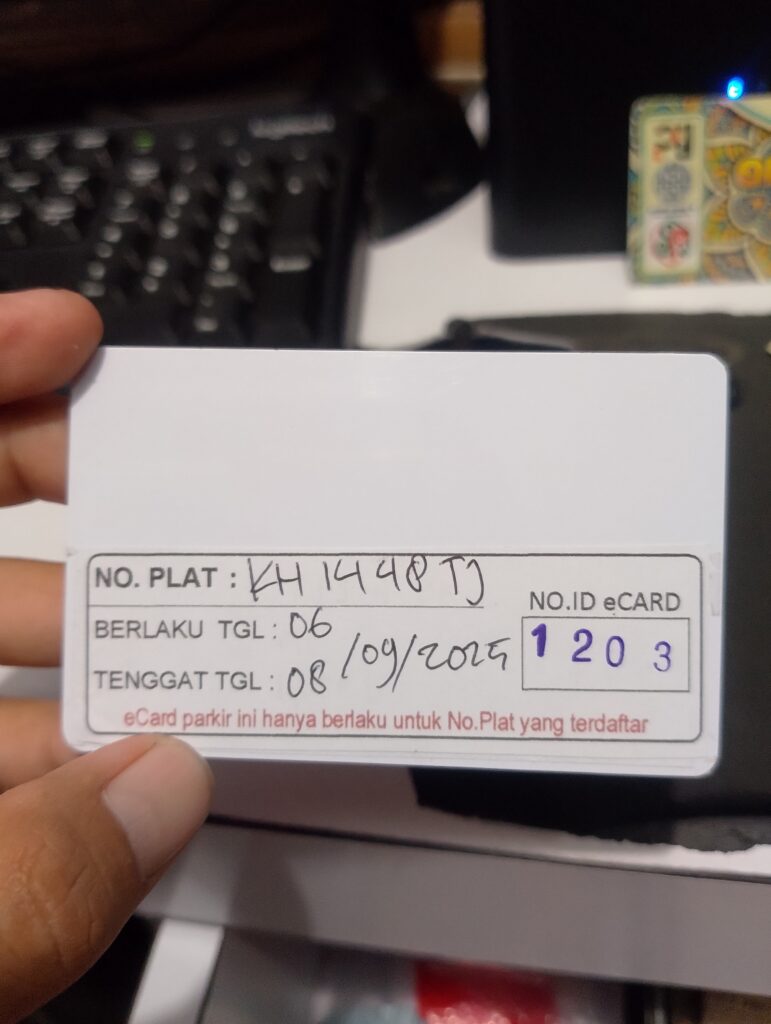 NO. PLAT : KH 1448 TJ
NO.ID eCARD
BERLAKU TGL : 06
/09/2025
1203
TENGGAT TGL : 08
eCard parkir ini hanya berlaku untuk No.Plat yang terdaftar